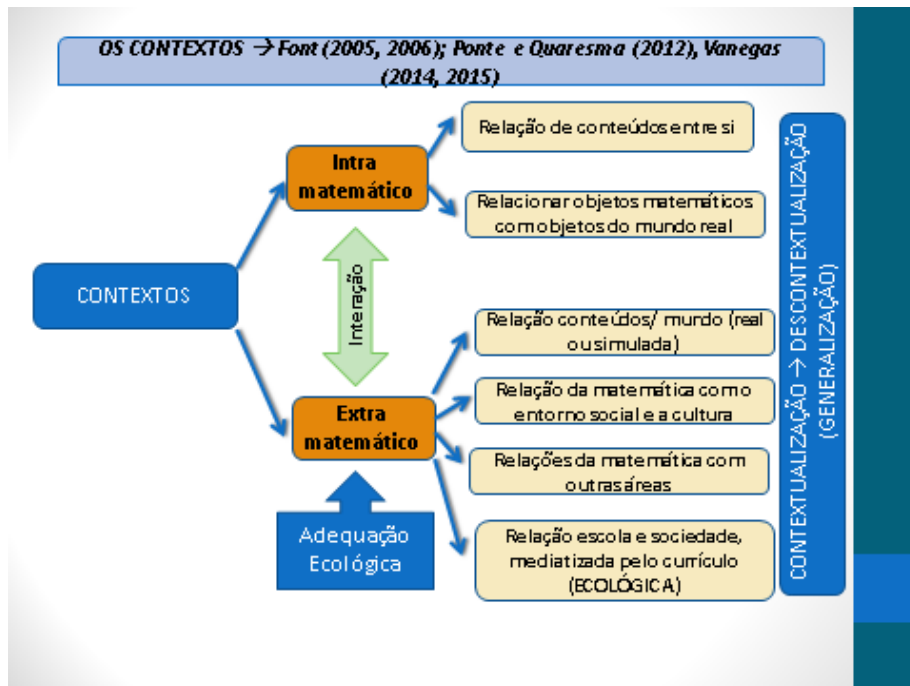 OS CONTEXTOS → Font (2005, 2006); Ponte e Quaresma (2012), Vanegas
(2014, 2015)
CONTEXTOS
Intra
matemático
Interação
Extra
matemático
Adequação
Ecológica
Relação de conteúdos entre si
Relacionar objetos matemáticos
com objetos do mundo real
Relação conteúdos/ mundo (real
ou simulada)
Relação da matemática com o
entorno social e a cultura
Relações da matemática com
outras áreas
Relação escola e sociedade,
mediatizada pelo currículo
(ECOLÓGICA)
CONTEXTUALIZAÇÃO → DESCONTEXTUALIZAÇÃO
(GENERALIZAÇÃO)